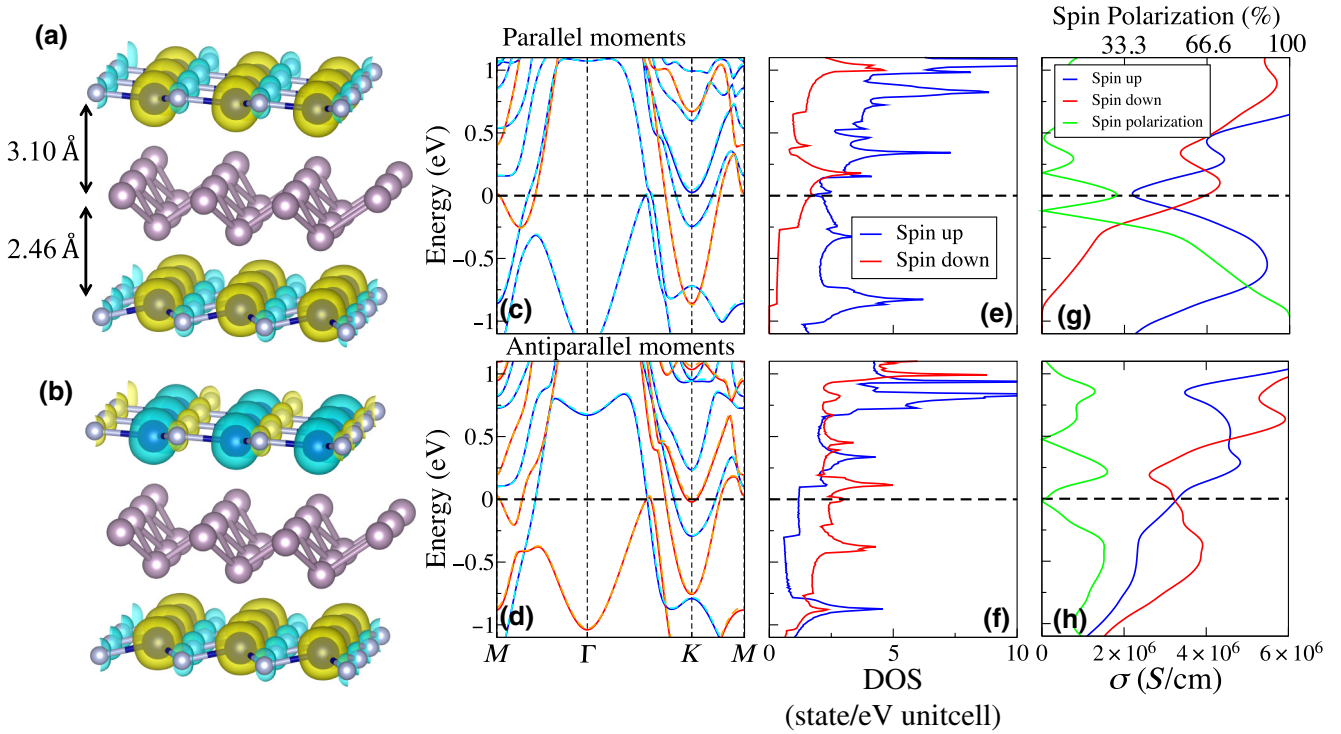 (a)
3.10 Å
2.46 Å
(b)
Parallel moments
Energy (eV)
1
0.5
0
−0.5
−1
(c)
Spin up
Spin down
(e)
Spin Polarization (%)
33.3 66.6 100
Spin up
Spin down
Spin polarization
(g)
Antiparallel moments
Energy (eV)
1
0.5
0
−0.5
−1
(d)
M Γ K M
(f)
0 5 10
DOS
(state/eV unitcell)
(h)
0 2×10⁶ 4×10⁶ 6×10⁶
σ (S/cm)